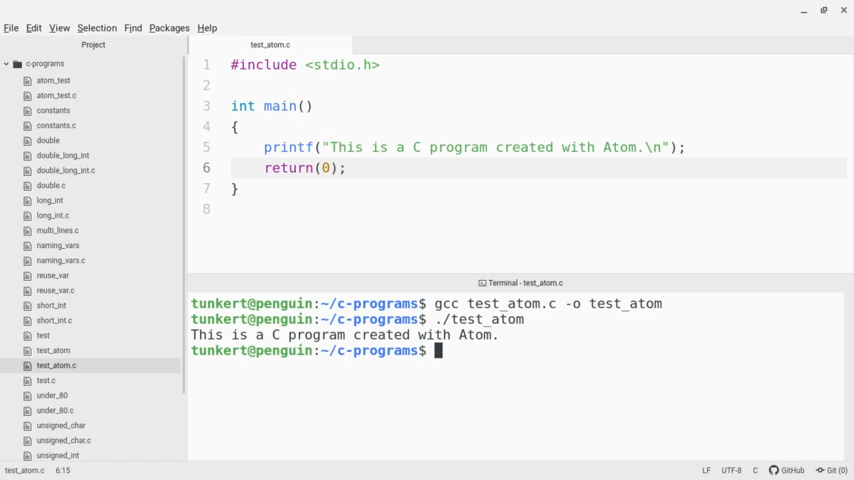 File Edit View Selection Find Packages Help
Project
c-programs
atom_test
atom_test.c
constants
constants.c
double
double_long_int
double_long_int.c
double.c
long_int
long_int.c
multi_lines.c
naming_vars
naming_vars.c
reuse_var
reuse_var.c
short_int
short_int.c
test
test_atom
test_atom.c
test.c
under_80
under_80.c
unsigned_char
unsigned_char.c
unsigned_int
test_atom.c
1 #include <stdio.h>
2
3 int main()
4 {
5 printf("This is a C program created with Atom.\n");
6 return(0);
7 }
8
Terminal - test_atom.c
tunkert@penguin:~/c-programs$ gcc test_atom.c -o test_atom
tunkert@penguin:~/c-programs$ ./test_atom
This is a C program created with Atom.
tunkert@penguin:~/c-programs$
test_atom.c 6:15 LF UTF-8 C GitHub Git (0)